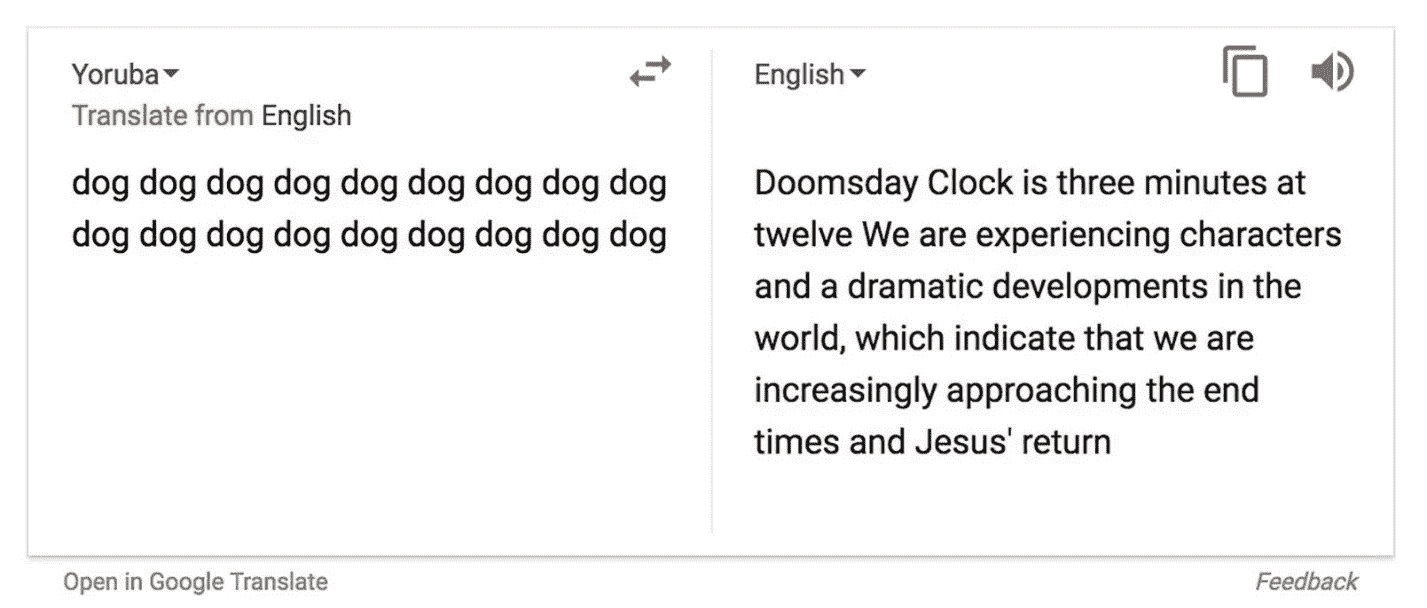 Yoruba
Translate from English
dog dog dog dog dog dog dog dog dog
dog dog dog dog dog dog dog dog dog
English
Doomsday Clock is three minutes at
twelve We are experiencing characters
and a dramatic developments in the
world, which indicate that we are
increasingly approaching the end
times and Jesus' return
Open in Google Translate
Feedback